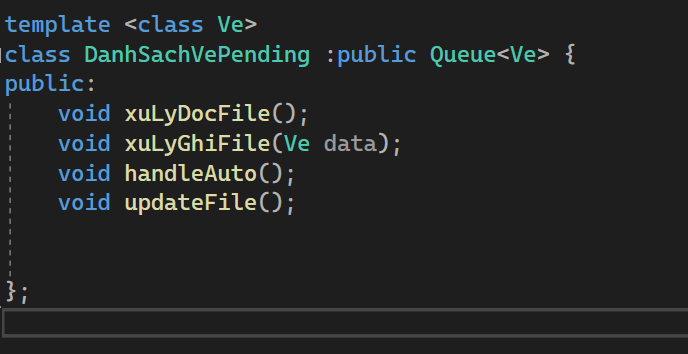 template <class Ve>
class DanhSachVePending :public Queue<Ve> {
public:
void xuLyDocFile();
void xuLyGhiFile(Ve data);
void handleAuto();
void updateFile();
};